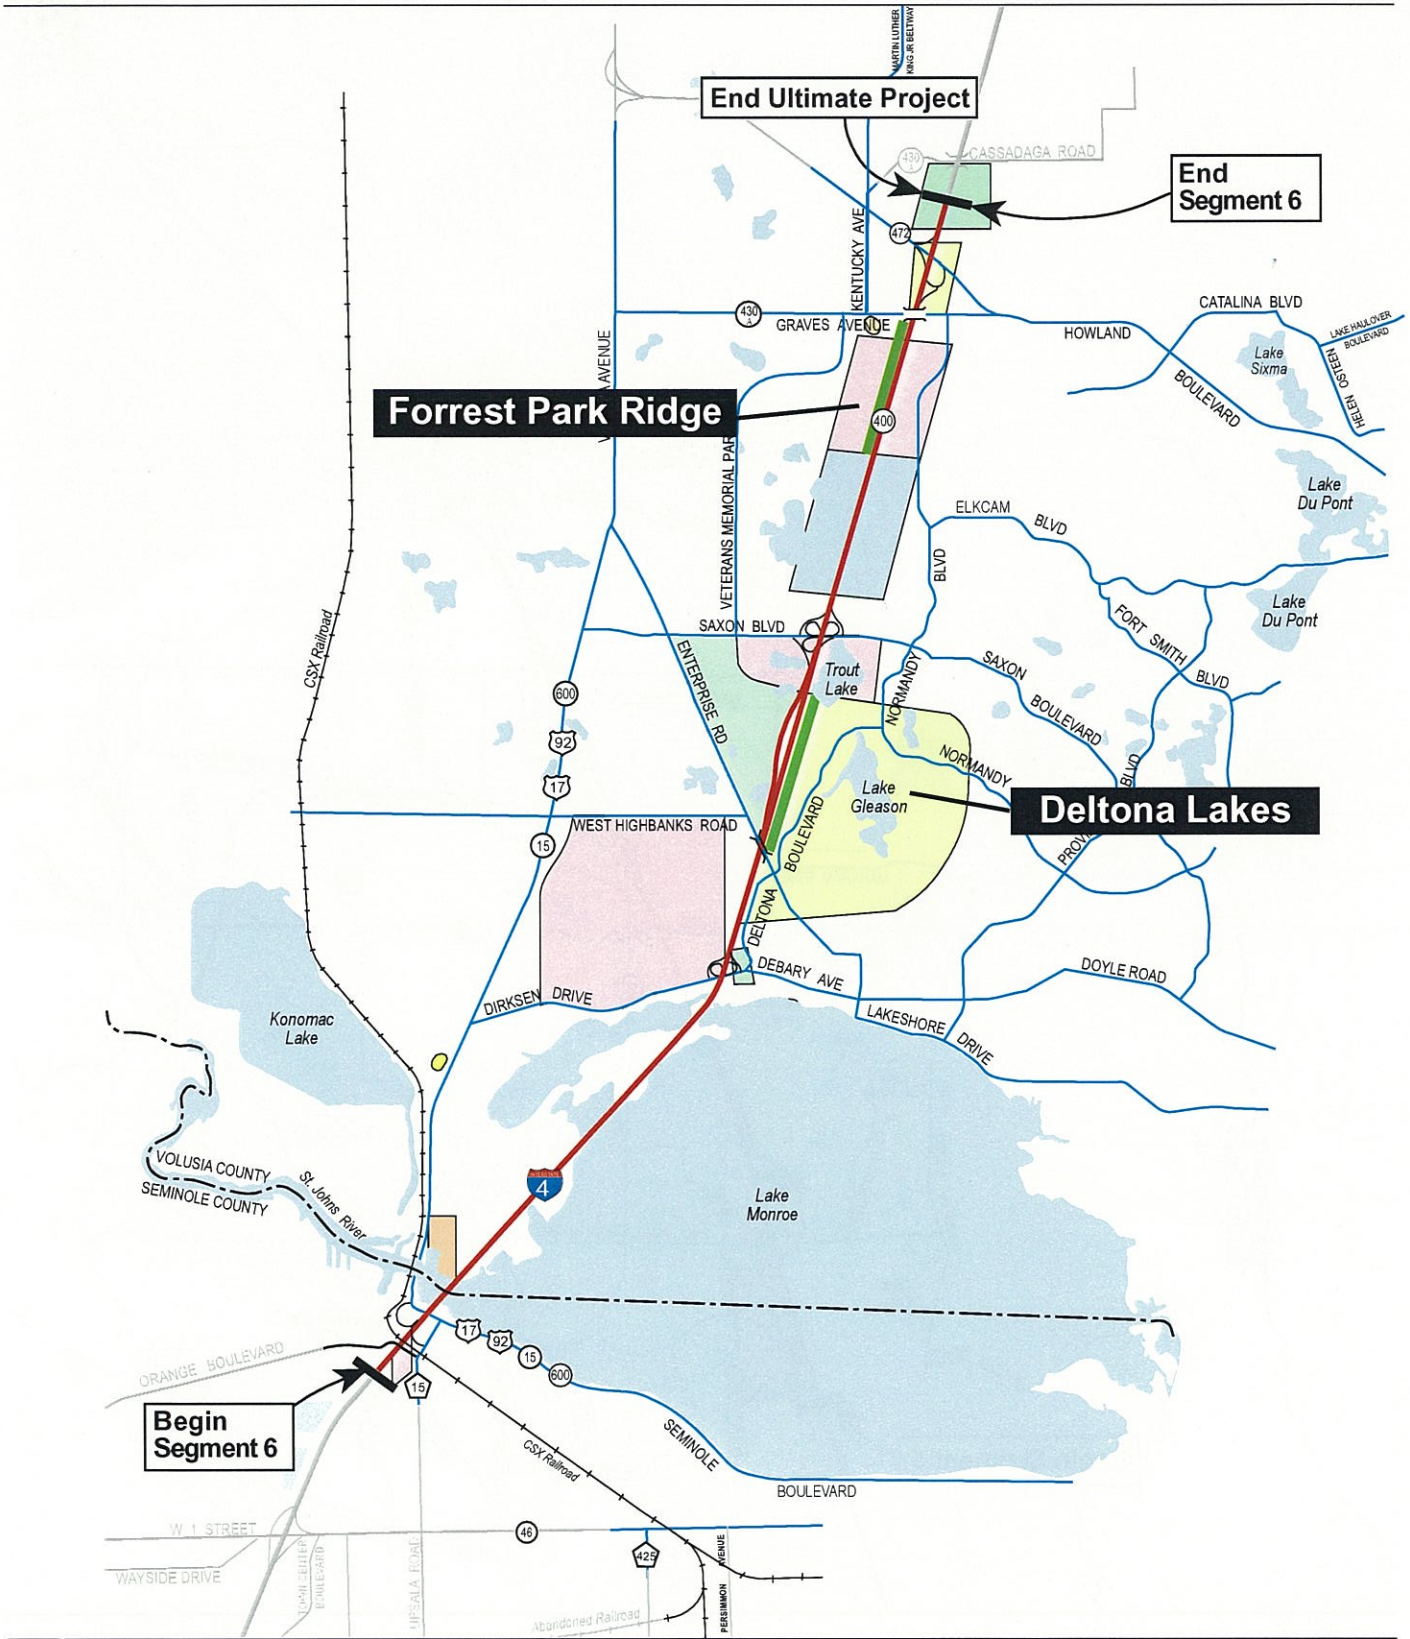 MARTIN LUTHER
KING JR BELTWAY
End Ultimate Project
430
CASSADAGA ROAD
End
Segment 6
KENTUCKY AVE
472
430
A
GRAVES AVENUE
HOWLAND
BOULEVARD
CATALINA BLVD
LAKE HAULOVER
BOULEVARD
HELEN OSTEEN
Lake
Sixma
AVENUE
Forrest Park Ridge
400
VETERANS MEMORIAL
Lake
Du Pont
ELKCAM BLVD
BLVD
Lake
Du Pont
FORT SMITH BLVD
CSX Railroad
SAXON BLVD
ENTERPRISE RD
Trout
Lake
NORMANDY
SAXON BOULEVARD
600
92
17
NORMANDY
BLVD
Lake
Gleason
Deltona Lakes
WEST HIGHBANKS ROAD
15
BOULEVARD
DELTONA
DEBARY AVE
DOYLE ROAD
DIRKSEN DRIVE
LAKESHORE DRIVE
Konomac
Lake
VOLUSIA COUNTY
SEMINOLE COUNTY
St. Johns River
4
Lake
Monroe
17
92
15
600
ORANGE BOULEVARD
15
Begin
Segment 6
SEMINOLE
BOULEVARD
CSX Railroad
W. 1 STREET
46
425
WAYSIDE DRIVE
TOWN CENTER
BOULEVARD
UPSALA ROAD
Abandoned Railroad
PERSIMMON AVENUE